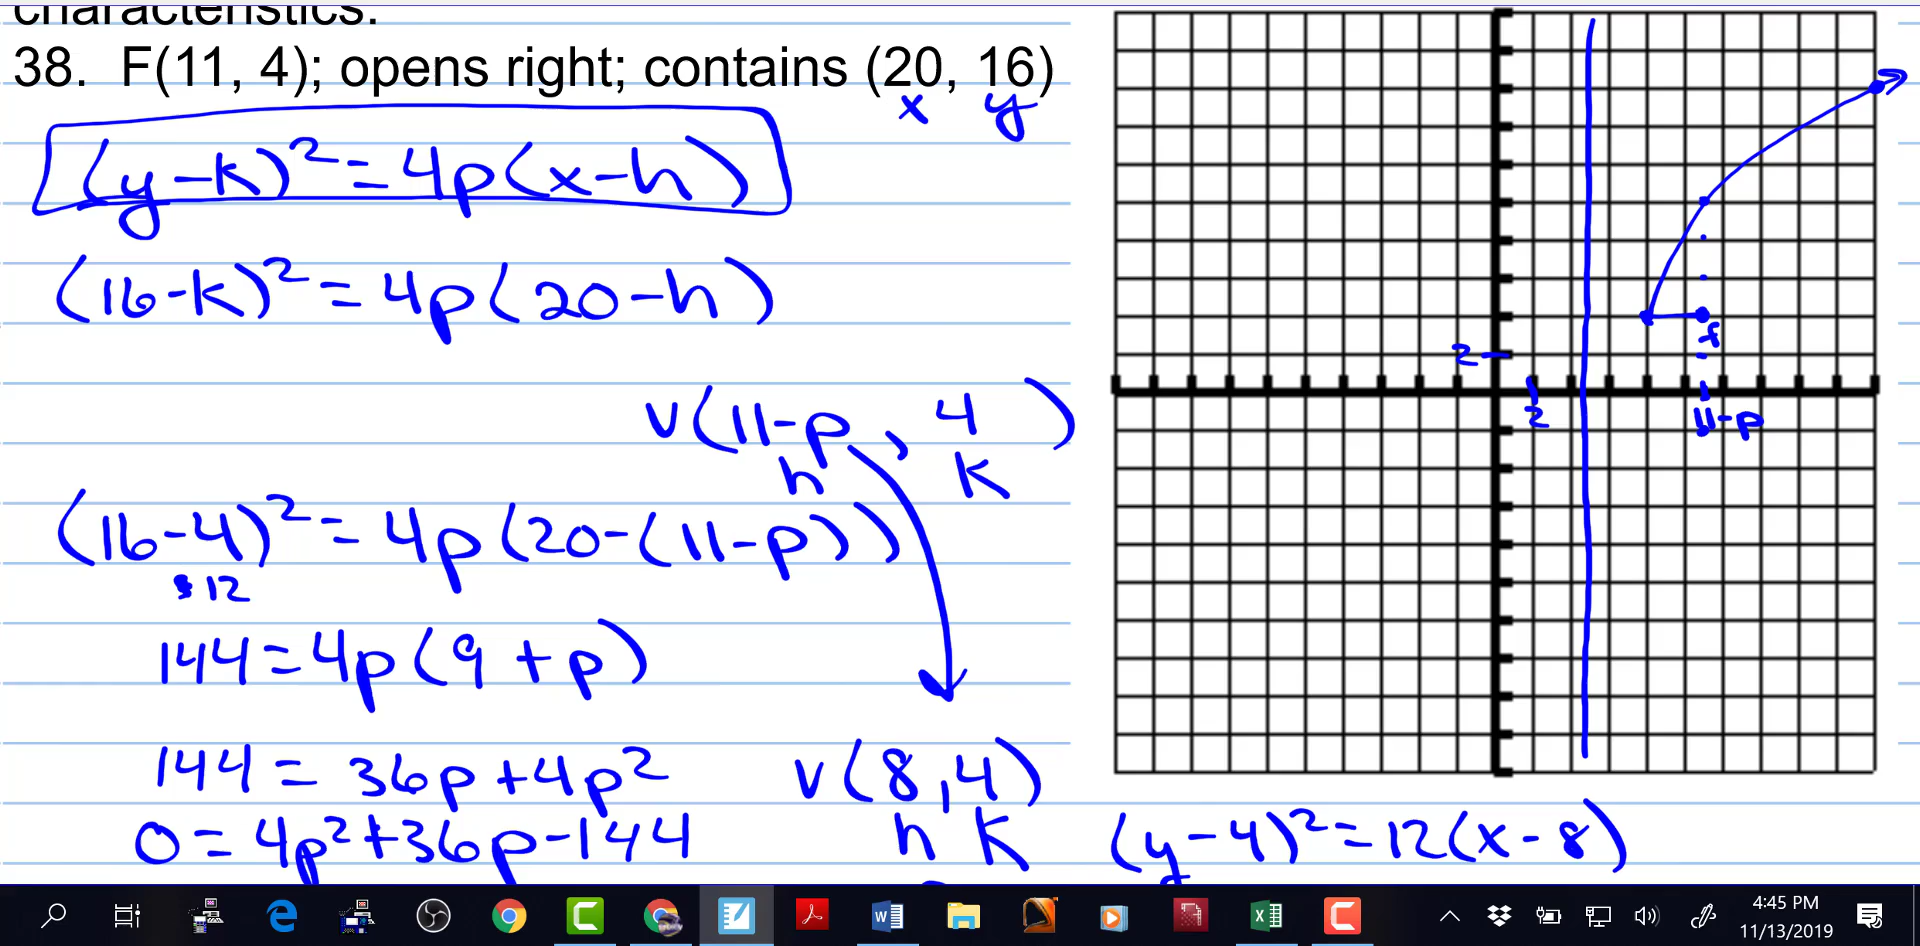 characteristics.
38. F(11, 4); opens right; contains (20, 16)
x y
(y-k)²=4p(x-h)
(16-k)²=4p(20-h)
V(11-p, 4)
h k
(16-4)²=4p(20-(11-p))
12
144=4p(9+p)
144=36p+4p²
V(8,4)
0=4p²+36p-144
h k
2
2
f
11-p
(y-4)²=12(x-8)
4:45 PM
11/13/2019